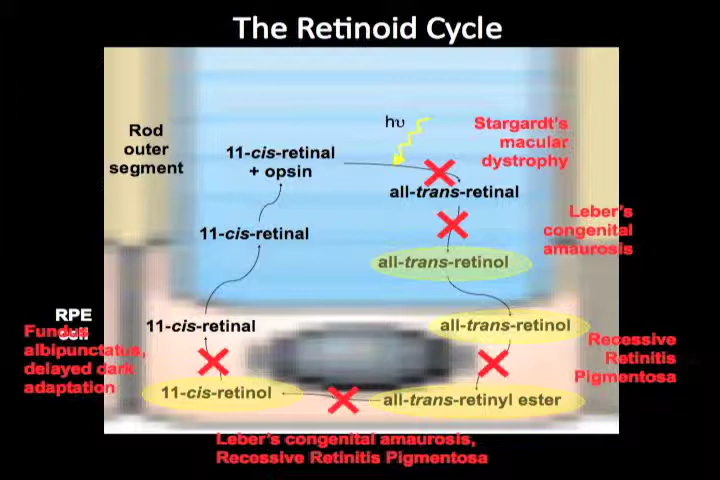 The Retinoid Cycle
hυ
Stargardt's
macular
dystrophy
Rod
outer
segment
11-cis-retinal
+ opsin
all-trans-retinal
Leber's
congenital
amaurosis
11-cis-retinal
all-trans-retinol
RPE
cell
11-cis-retinal
all-trans-retinol
Fundus
albipunctatus,
delayed dark
adaptation
Recessive
Retinitis
Pigmentosa
11-cis-retinol
all-trans-retinyl ester
Leber's congenital amaurosis,
Recessive Retinitis Pigmentosa